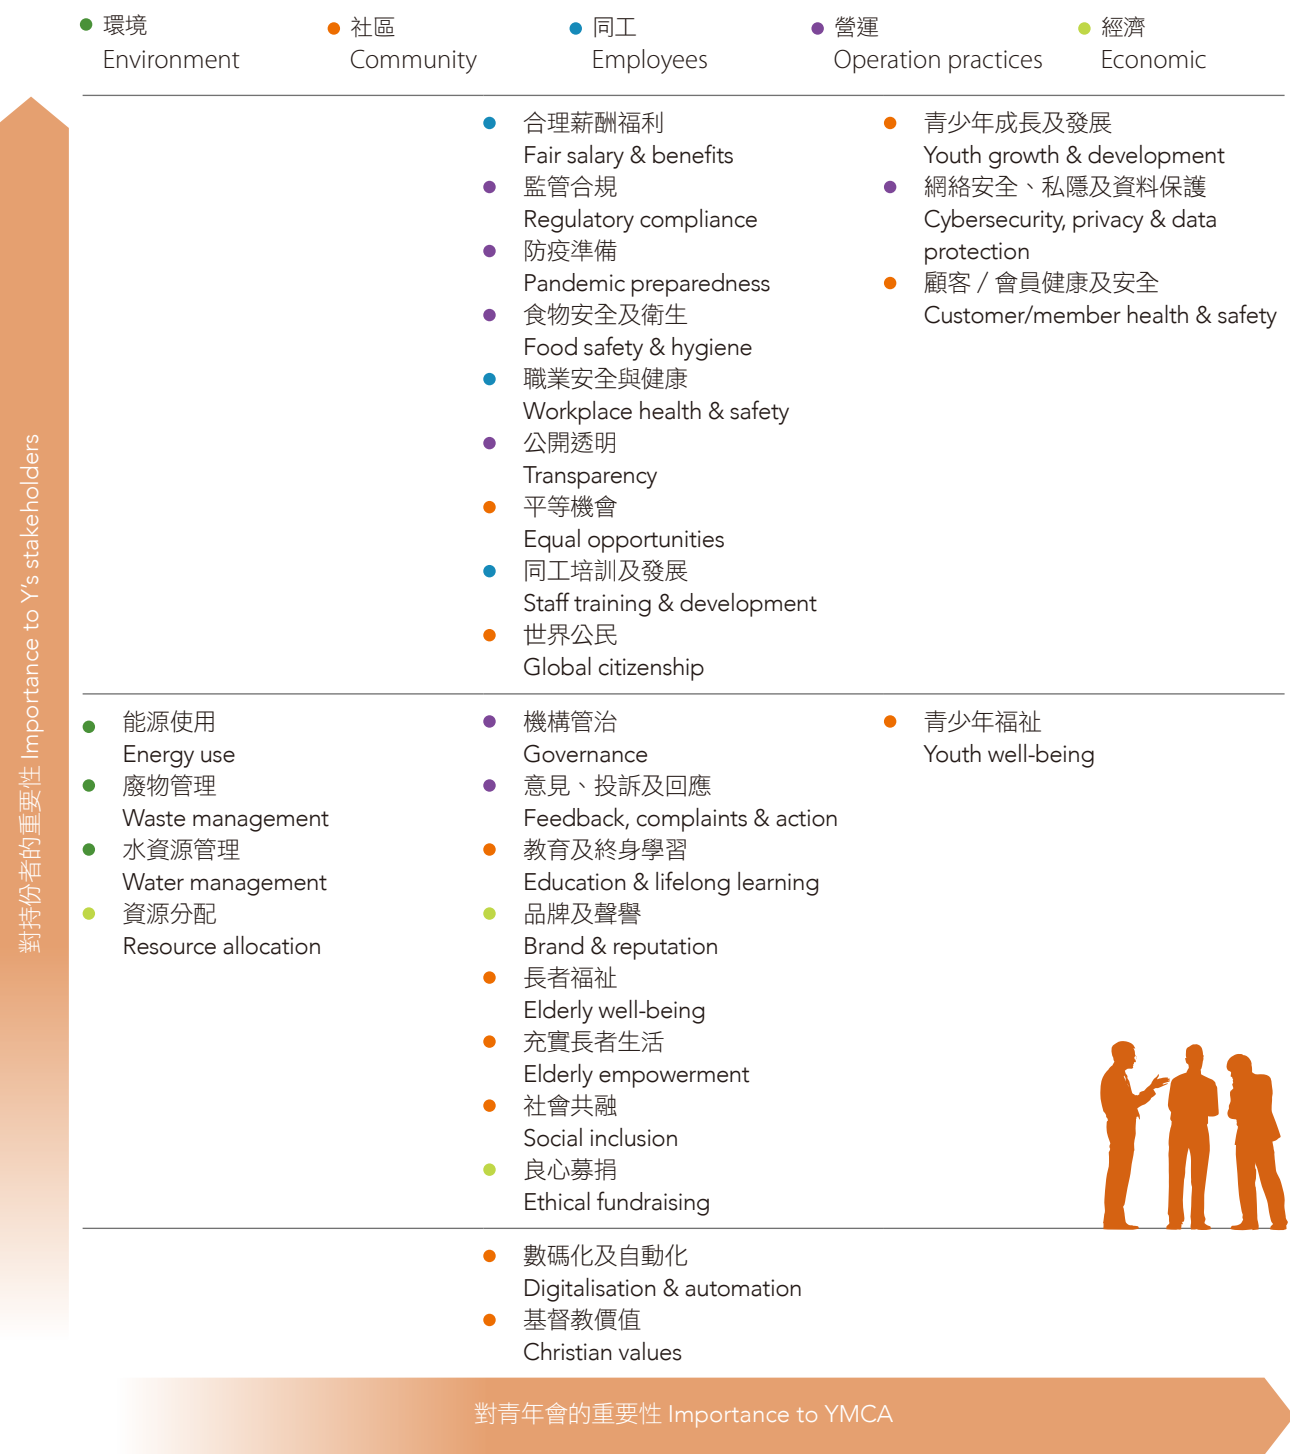 環境
Environment
社區
Community
同工
Employees
營運
Operation practices
經濟
Economic
對持份者的重要性 Importance to Y's stakeholders
合理薪酬福利
Fair salary & benefits
監管合規
Regulatory compliance
防疫準備
Pandemic preparedness
食物安全及衛生
Food safety & hygiene
職業安全與健康
Workplace health & safety
公開透明
Transparency
平等機會
Equal opportunities
同工培訓及發展
Staff training & development
世界公民
Global citizenship
青少年成長及發展
Youth growth & development
網絡安全、私隱及資料保護
Cybersecurity, privacy & data
protection
顧客 / 會員健康及安全
Customer/member health & safety
能源使用
Energy use
廢物管理
Waste management
水資源管理
Water management
資源分配
Resource allocation
機構管治
Governance
意見、投訴及回應
Feedback, complaints & action
教育及終身學習
Education & lifelong learning
品牌及聲譽
Brand & reputation
長者福祉
Elderly well-being
充實長者生活
Elderly empowerment
社會共融
Social inclusion
良心募捐
Ethical fundraising
青少年福祉
Youth well-being
數碼化及自動化
Digitalisation & automation
基督教價值
Christian values
對青年會的重要性 Importance to YMCA